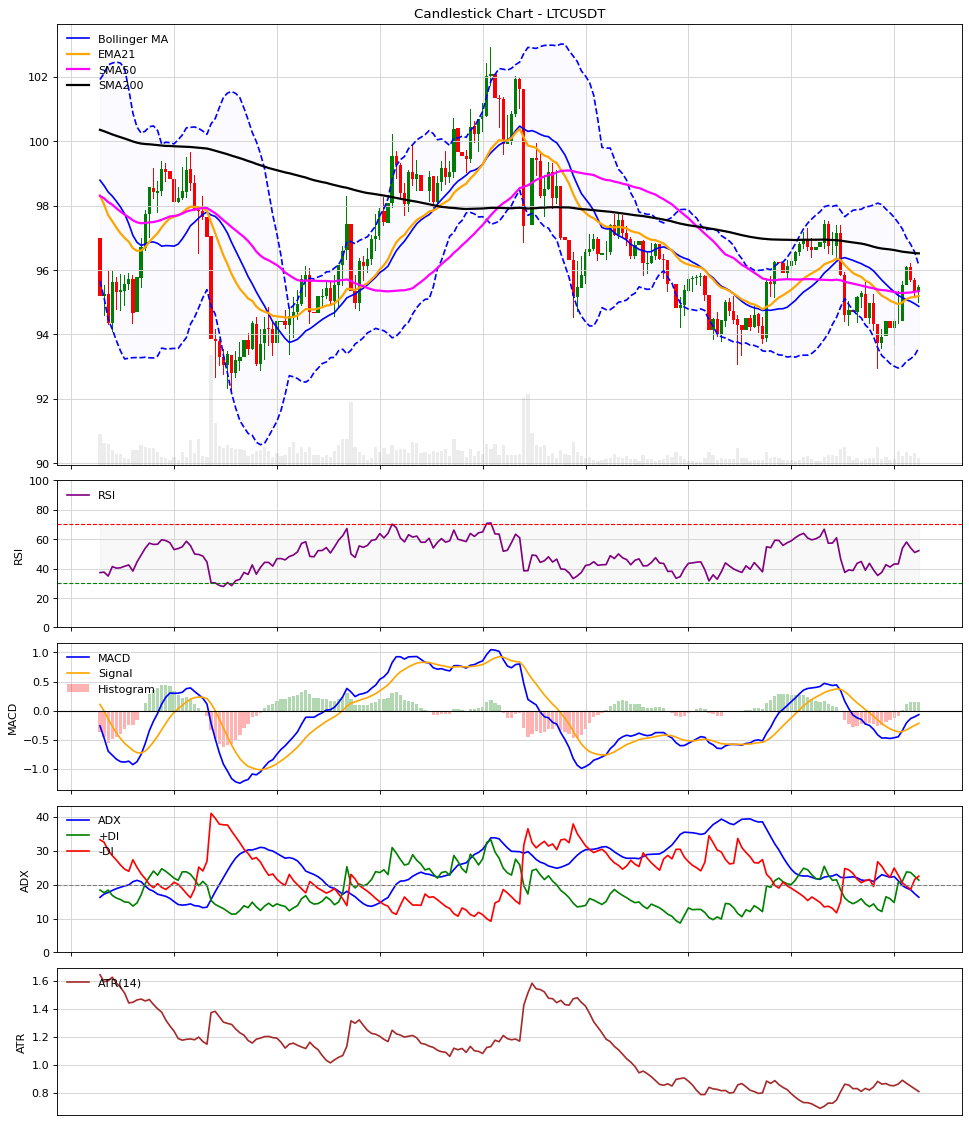 Candlestick Chart - LTCUSDT
Bollinger MA
EMA21
SMA50
SMA200
102
100
98
96
94
92
90
RSI
100
80
60
40
20
0
RSI
MACD
Signal
Histogram
1.0
0.5
0.0
−0.5
−1.0
MACD
ADX
+DI
-DI
40
30
20
10
0
ADX
ATR(14)
1.6
1.4
1.2
1.0
0.8
ATR